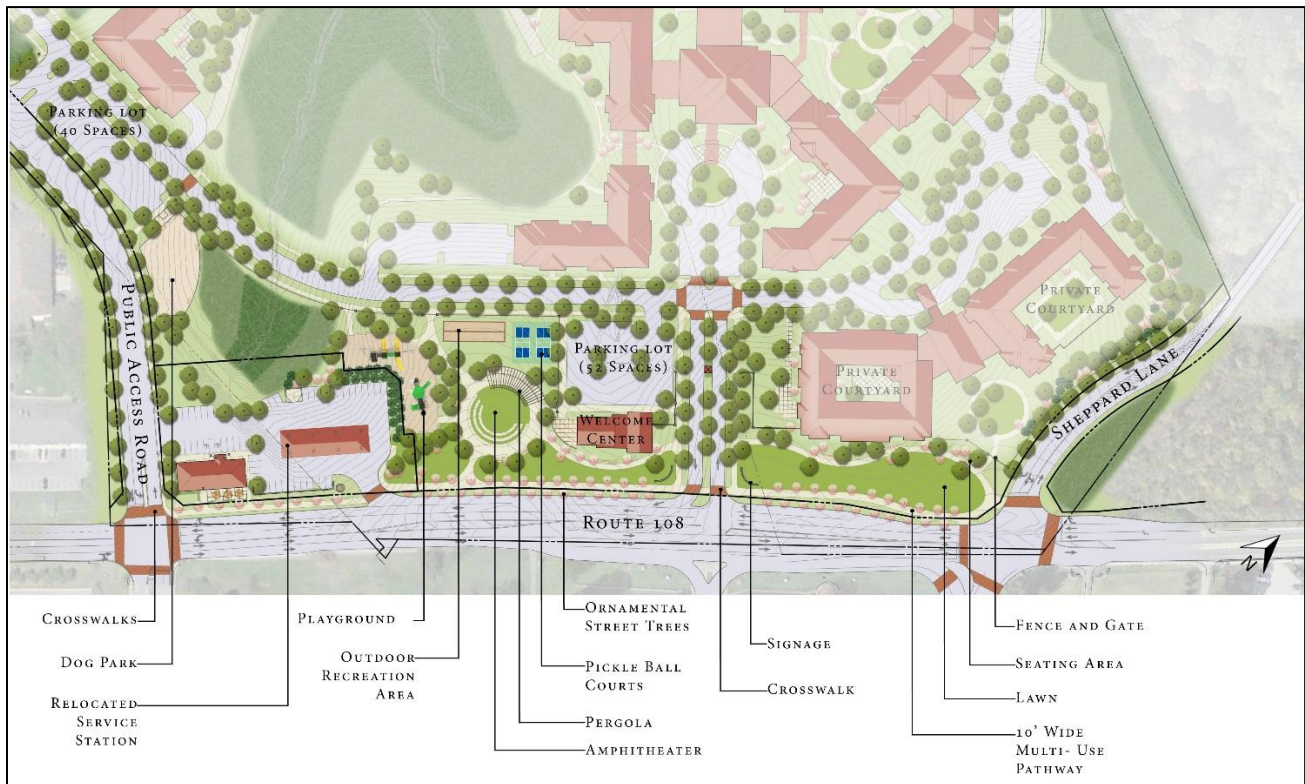 PARKING LOT
(40 SPACES)
PUBLIC ACCESS ROAD
PRIVATE
COURTYARD
PARKING LOT
(52 SPACES)
PRIVATE
COURTYARD
SHEPPARD LANE
WELCOME
CENTER
ROUTE 108
N
CROSSWALKS
DOG PARK
RELOCATED
SERVICE
STATION
PLAYGROUND
OUTDOOR
RECREATION
AREA
ORNAMENTAL
STREET TREES
PICKLE BALL
COURTS
PERGOLA
AMPHITHEATER
SIGNAGE
CROSSWALK
FENCE AND GATE
SEATING AREA
LAWN
10' WIDE
MULTI- USE
PATHWAY